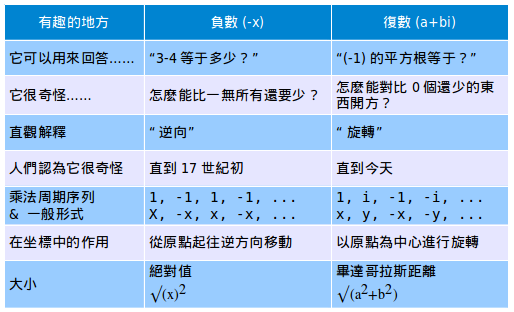 有趣的地方 負數 (-x) 復數 (a+bi)
它可以用來回答…… “3-4 等于多少？” “(-1) 的平方根等于？”
它很奇怪…… 怎麼能比一無所有還要少？ 怎麼能對比 0 個還少的東
西開方？
直觀解釋 “ 逆向” “ 旋轉”
人們認為它很奇怪 直到 17 世紀初 直到今天
乘法周期序列 1, -1, 1, -1, ... 1, i, -1, -i, ...
& 一般形式 X, -x, x, -x, ... x, y, -x, -y, ...
在坐標中的作用 從原點起往逆方向移動 以原點為中心進行旋轉
大小 絕對值 畢達哥拉斯距離
√(x)² √(a²+b²)